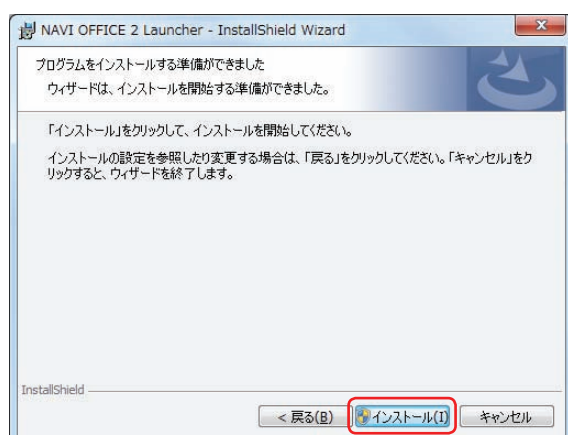 NAVI OFFICE 2 Launcher - InstallShield Wizard
プログラムをインストールする準備ができました
ウィザードは、インストールを開始する準備ができました。
「インストール」をクリックして、インストールを開始してください。
インストールの設定を参照したり変更する場合は、「戻る」をクリックしてください。「キャンセル」をク
リックすると、ウィザードを終了します。
InstallShield
< 戻る(B) インストール(I) キャンセル